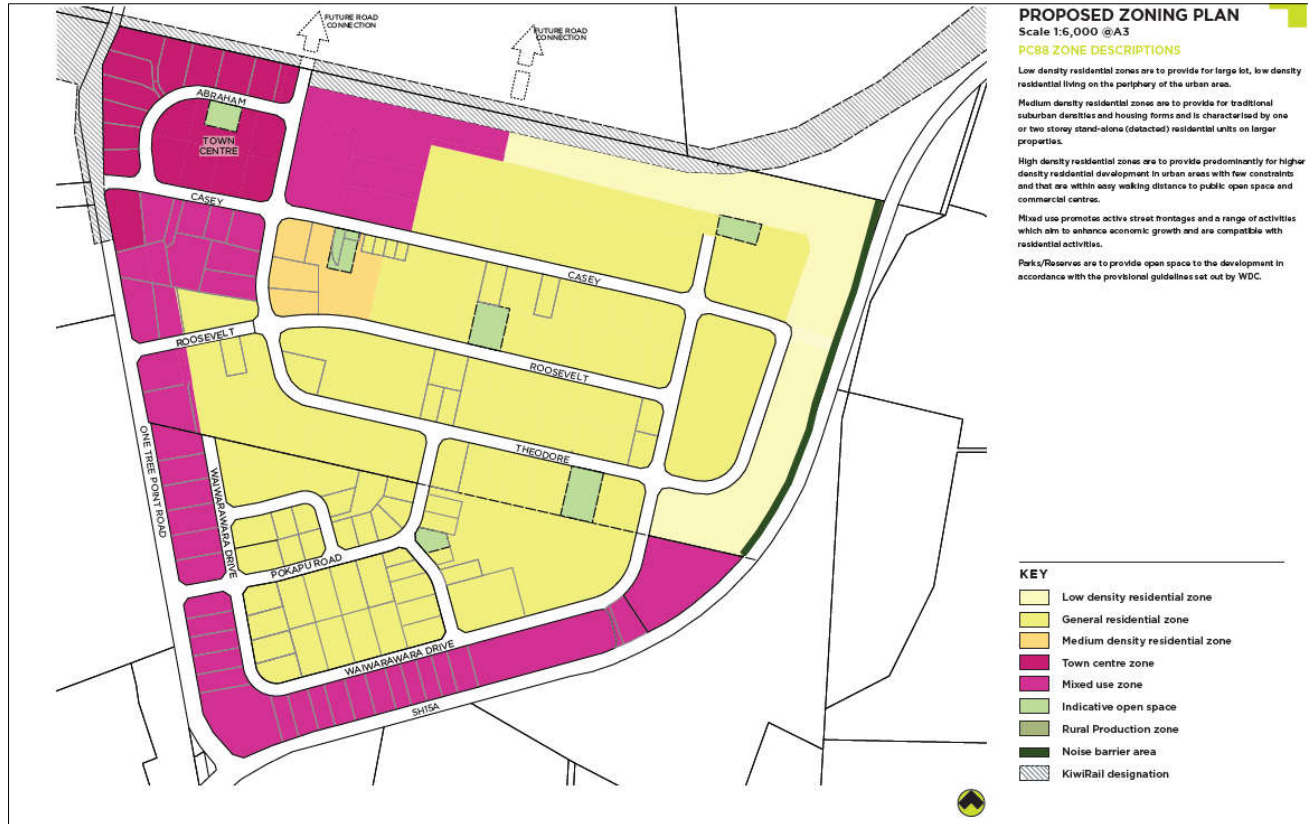 FUTURE ROAD
CONNECTION
FUTURE ROAD
CONNECTION
ABRAHAM
TOWN
CENTRE
CASEY
CASEY
ROOSEVELT
ROOSEVELT
THEODORE
ONE TREE POINT ROAD
WAIWARAWARA DRIVE
POKAPU ROAD
WAIWARAWARA DRIVE
SH15A
PROPOSED ZONING PLAN
Scale 1:6,000 @A3
PC88 ZONE DESCRIPTIONS
Low density residential zones are to provide for large lot, low density
residential living on the periphery of the urban area.
Medium density residential zones are to provide for traditional
suburban densities and housing forms and is characterised by one
or two storey stand-alone (detacted) residential units on larger
properties.
High density residential zones are to provide predominantly for higher
density residential development in urban areas with few constraints
and that are within easy walking distance to public open space and
commercial centres.
Mixed use promotes active street frontages and a range of activities
which aim to enhance economic growth and are compatible with
residential activities.
Parks/Reserves are to provide open space to the development in
accordance with the provisional guidelines set out by WDC.
KEY
Low density residential zone
General residential zone
Medium density residential zone
Town centre zone
Mixed use zone
Indicative open space
Rural Production zone
Noise barrier area
KiwiRail designation